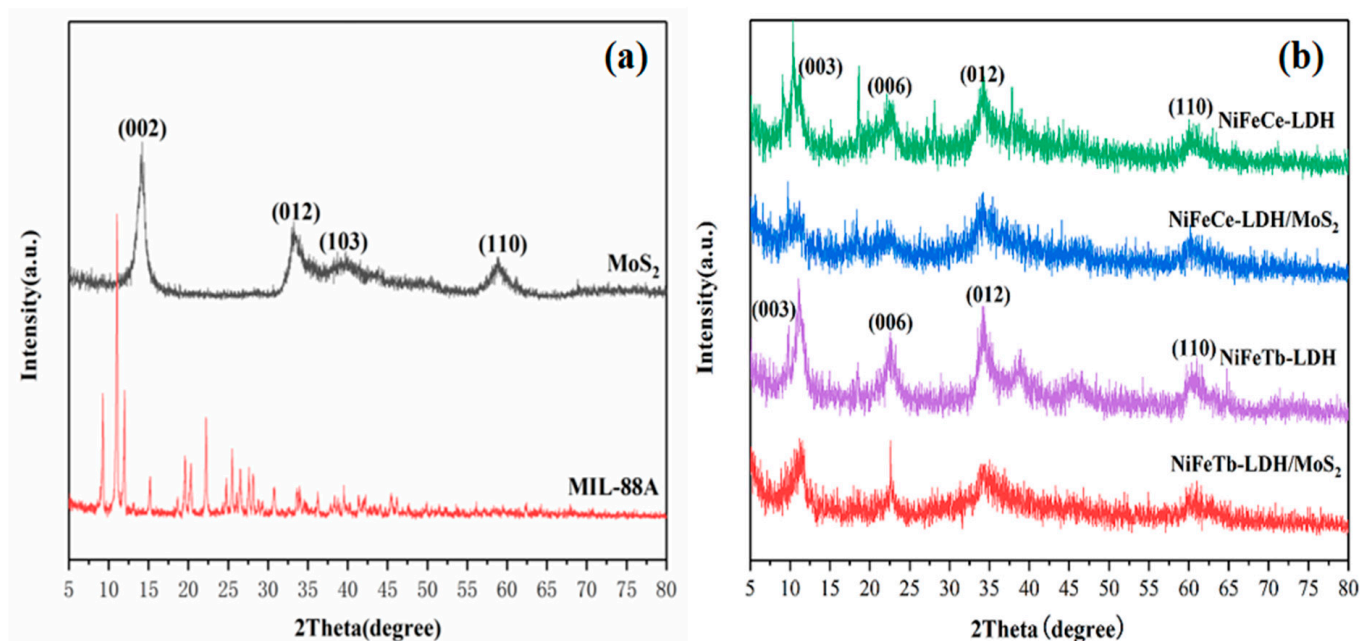 (a)
(002)
(012)
(103)
(110)
MoS2
MIL-88A
Intensity(a.u.)
5 10 15 20 25 30 35 40 45 50 55 60 65 70 75 80
2Theta(degree)
(b)
(003)
(006)
(012)
(110)
NiFeCe-LDH
NiFeCe-LDH/MoS2
(003)
(006)
(012)
(110)
NiFeTb-LDH
NiFeTb-LDH/MoS2
Intensity(a.u.)
5 10 15 20 25 30 35 40 45 50 55 60 65 70 75 80
2Theta (degree)